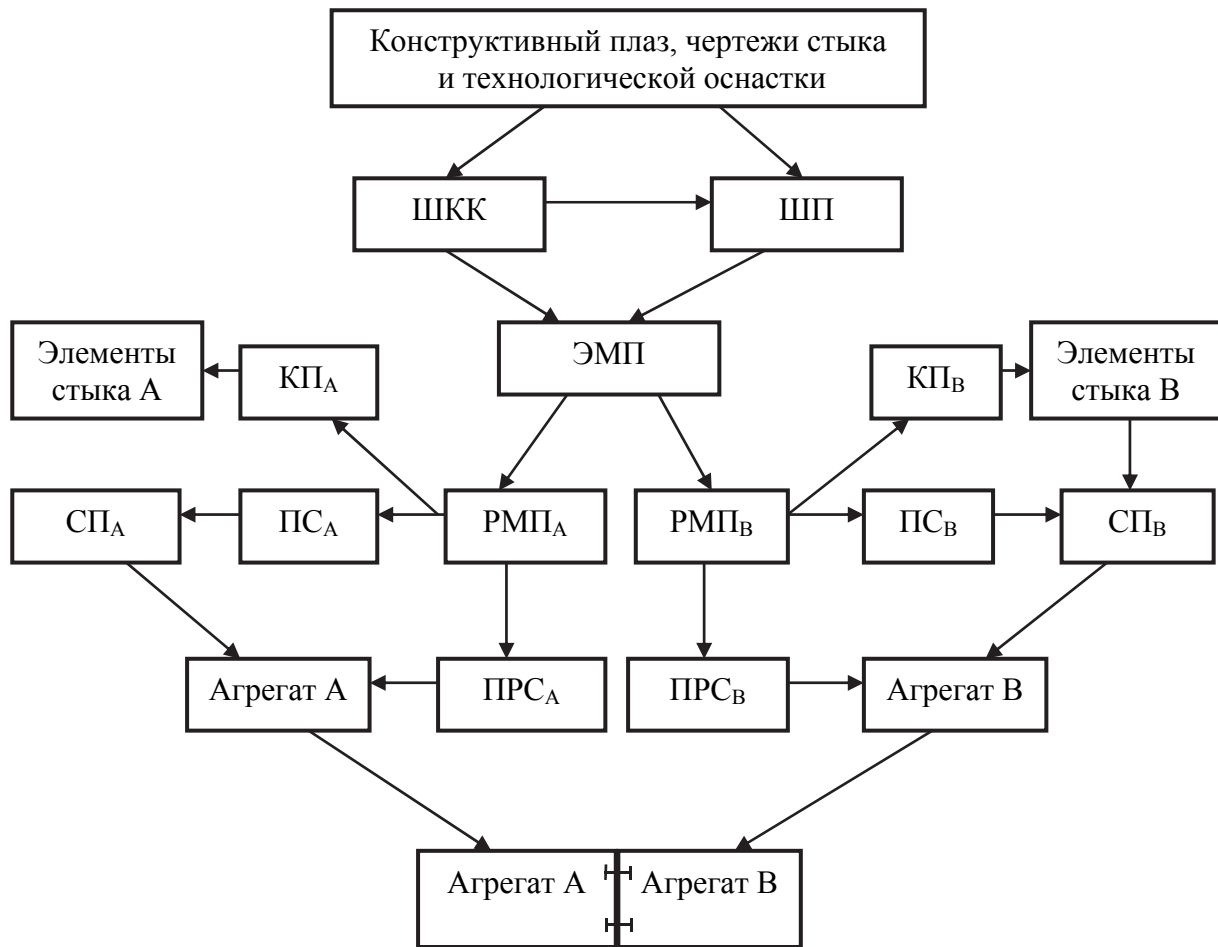 Конструктивный плаз, чертежи стыка
и технологической оснастки
ШКК
ШП
ЭМП
Элементы
стыка А
КПА
КПВ
Элементы
стыка В
СПА
ПСА
РМПА
РМПВ
ПСВ
СПВ
Агрегат А
ПРСА
ПРСВ
Агрегат В
Агрегат А
Агрегат В